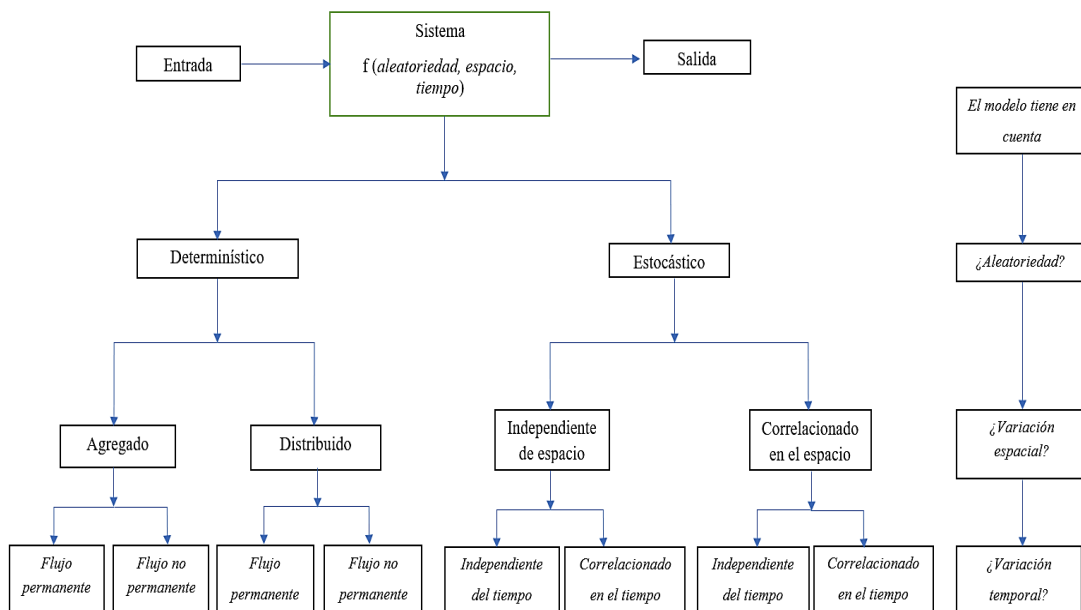 Sistema
f (aleatoriedad, espacio,
tiempo)
Entrada
Salida
El modelo tiene en
cuenta
Determinístico
Estocástico
¿Aleatoriedad?
Agregado
Distribuido
Independiente
de espacio
Correlacionado
en el espacio
¿Variación
espacial?
Flujo
permanente
Flujo no
permanente
Flujo
permanente
Flujo no
permanente
Independiente
del tiempo
Correlacionado
en el tiempo
Independiente
del tiempo
Correlacionado
en el tiempo
¿Variación
temporal?